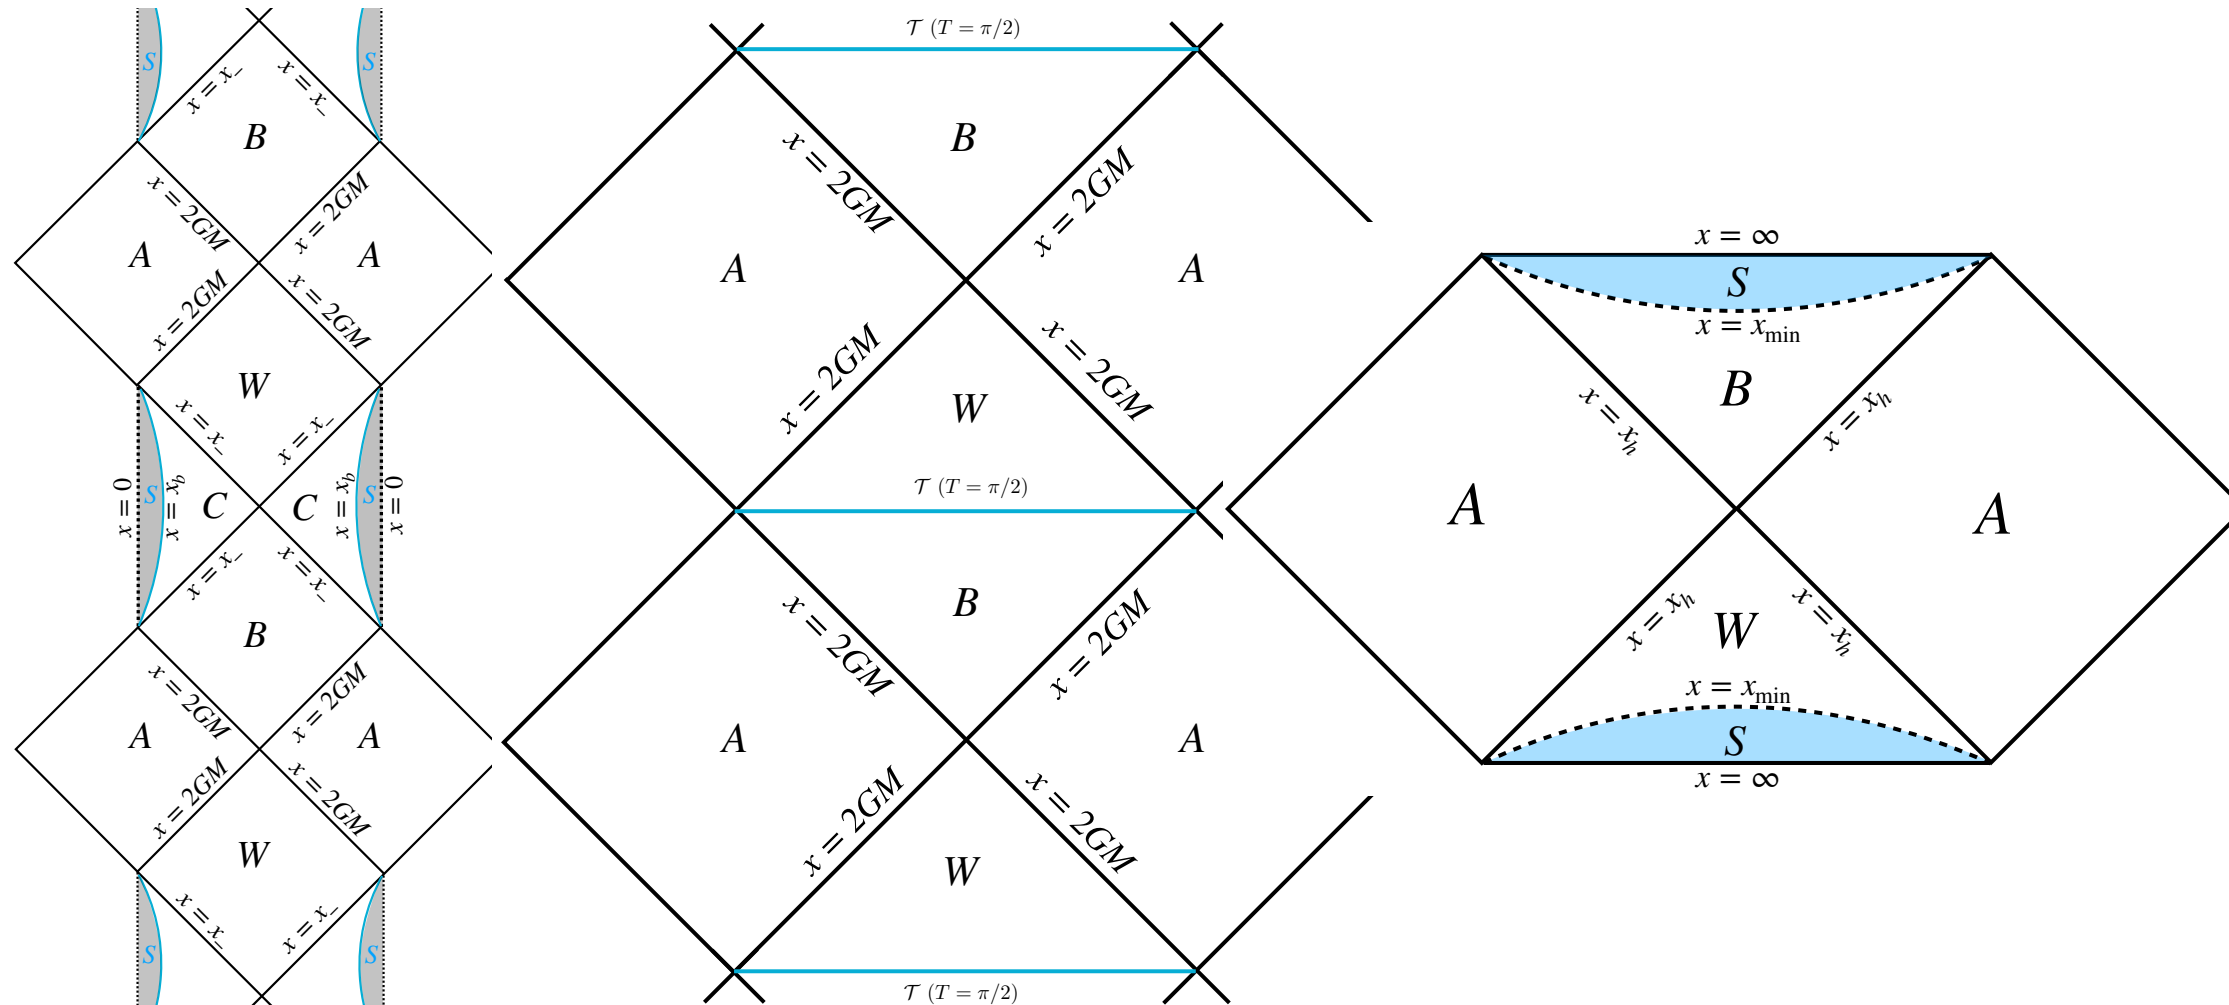 S
S
x = x_
x = x_
B
x = 2GM
x = 2GM
A
A
x = 2GM
x = 2GM
W
x = x_
x = x_
x = 0
S
x = x_b
C
C
x = x_b
S
x = 0
x = x_
x = x_
B
x = 2GM
x = 2GM
A
A
x = 2GM
x = 2GM
W
x = x_
x = x_
S
S
𝒯 (T = π/2)
B
x = 2GM
x = 2GM
A
A
x = 2GM
x = 2GM
W
𝒯 (T = π/2)
B
x = 2GM
x = 2GM
A
A
x = 2GM
x = 2GM
W
𝒯 (T = π/2)
x = ∞
S
x = x_min
B
x = x_h
x = x_h
A
A
x = x_h
x = x_h
W
x = x_min
S
x = ∞